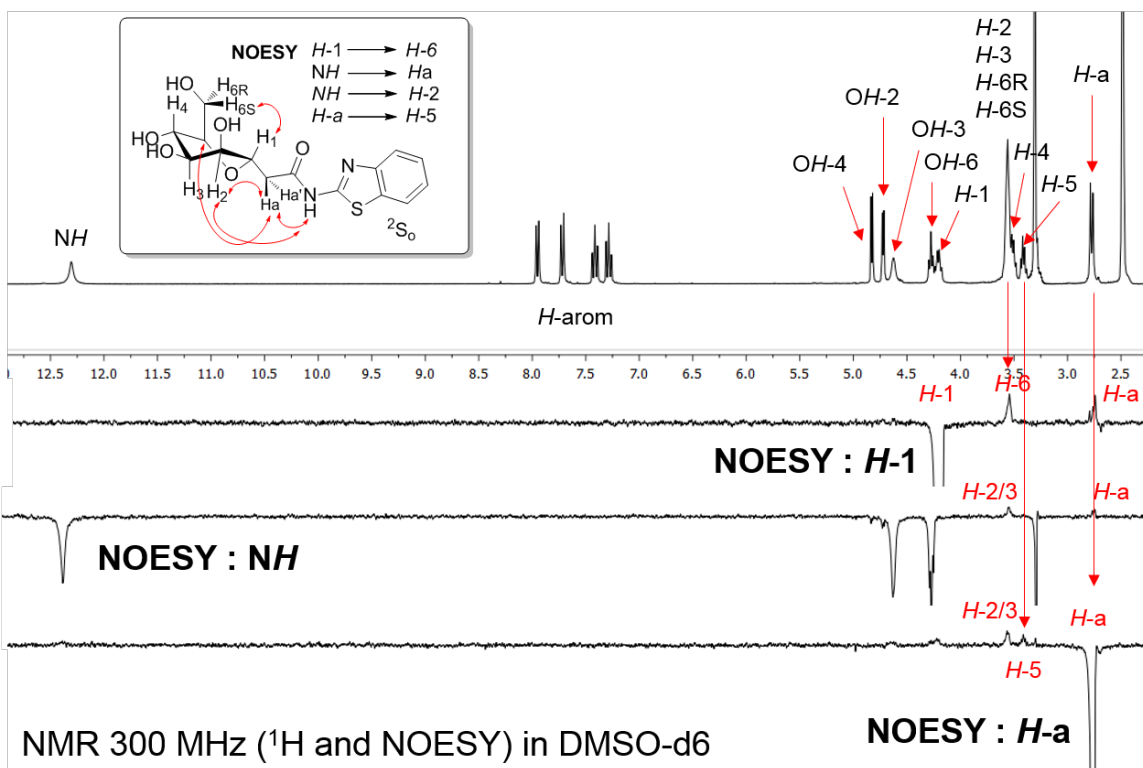 NOESY H-1 → H-6
NH → Ha
NH → H-2
H-a → H-5
HO
H6R
H6S
H4
OH
H1
HO
HO
O
O
N
H3
H2
Ha'
Ha
N
H
S
2So
H-2
H-3
H-6R
H-6S
H-a
OH-3
OH-2
OH-4
OH-6
H-4
H-1
H-5
NH
H-arom
12.5 12.0 11.5 11.0 10.5 10.0 9.5 9.0 8.5 8.0 7.5 7.0 6.5 6.0 5.5 5.0 4.5 4.0 3.5 3.0 2.5
H-1 H-6 H-a
NOESY : H-1
H-2/3 H-a
NOESY : NH
H-2/3 H-a
H-5
NOESY : H-a
NMR 300 MHz (1H and NOESY) in DMSO-d6